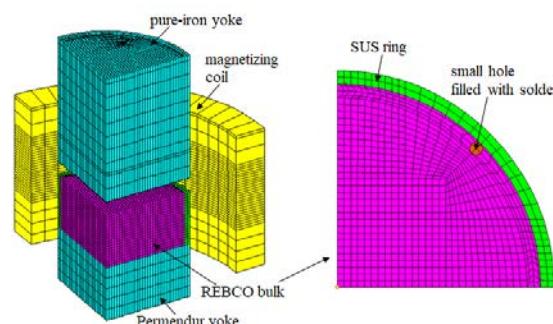 pure-iron yoke
magnetizing
coil
REBCO bulk
Permendur yoke
SUS ring
small hole
filled with solde